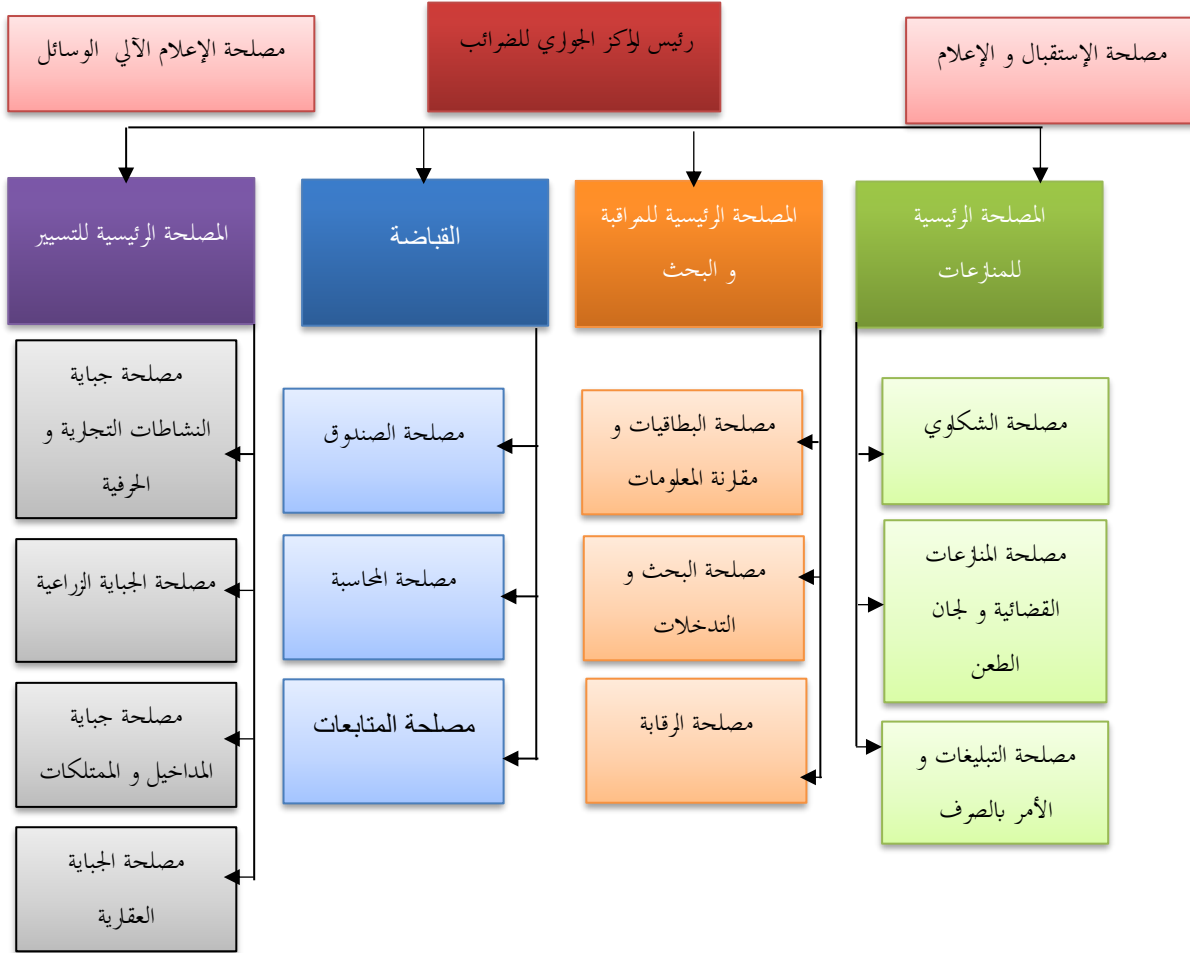 مصلحة الإستقبال و الإعلام
رئيس لمركز الجواري للضرائب
مصلحة الإعلام الآلي الوسائل
المصلحة الرئيسية
للمنازعات
المصلحة الرئيسية للمراقبة
و البحث
القباضة
المصلحة الرئيسية للتسيير
مصلحة الشكاوي
مصلحة المنازعات
القضائية و لجان
الطعن
مصلحة التبليغات و
الأمر بالصرف
مصلحة البطاقيات و
مقارنة المعلومات
مصلحة البحث و
التدخلات
مصلحة الرقابة
مصلحة الصندوق
مصلحة المحاسبة
مصلحة المتابعات
مصلحة جباية
النشاطات التجارية و
الحرفية
مصلحة الجباية الزراعية
مصلحة جباية
المداخيل و الممتلكات
مصلحة الجباية
العقارية